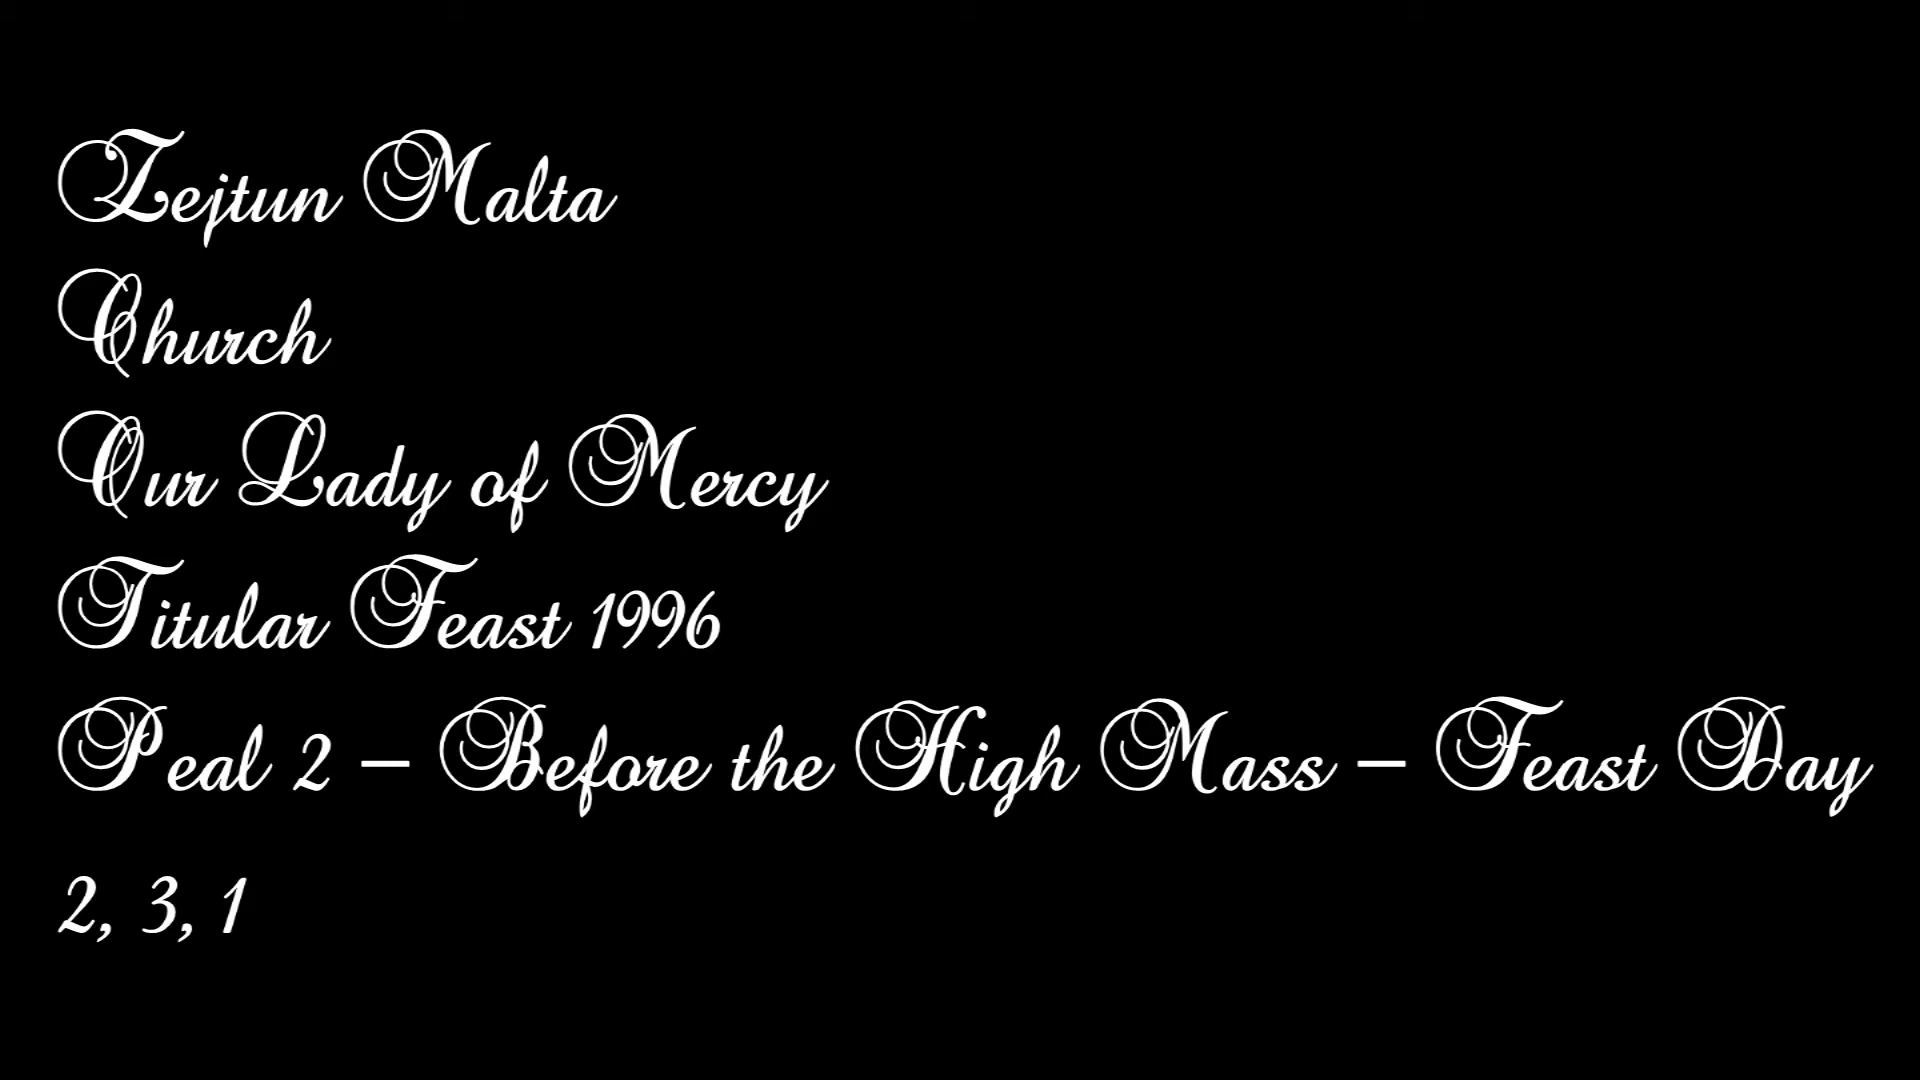 Zejtun Malta
Church
Our Lady of Mercy
Titular Feast 1996
Peal 2 – Before the High Mass – Feast Day
2, 3, 1